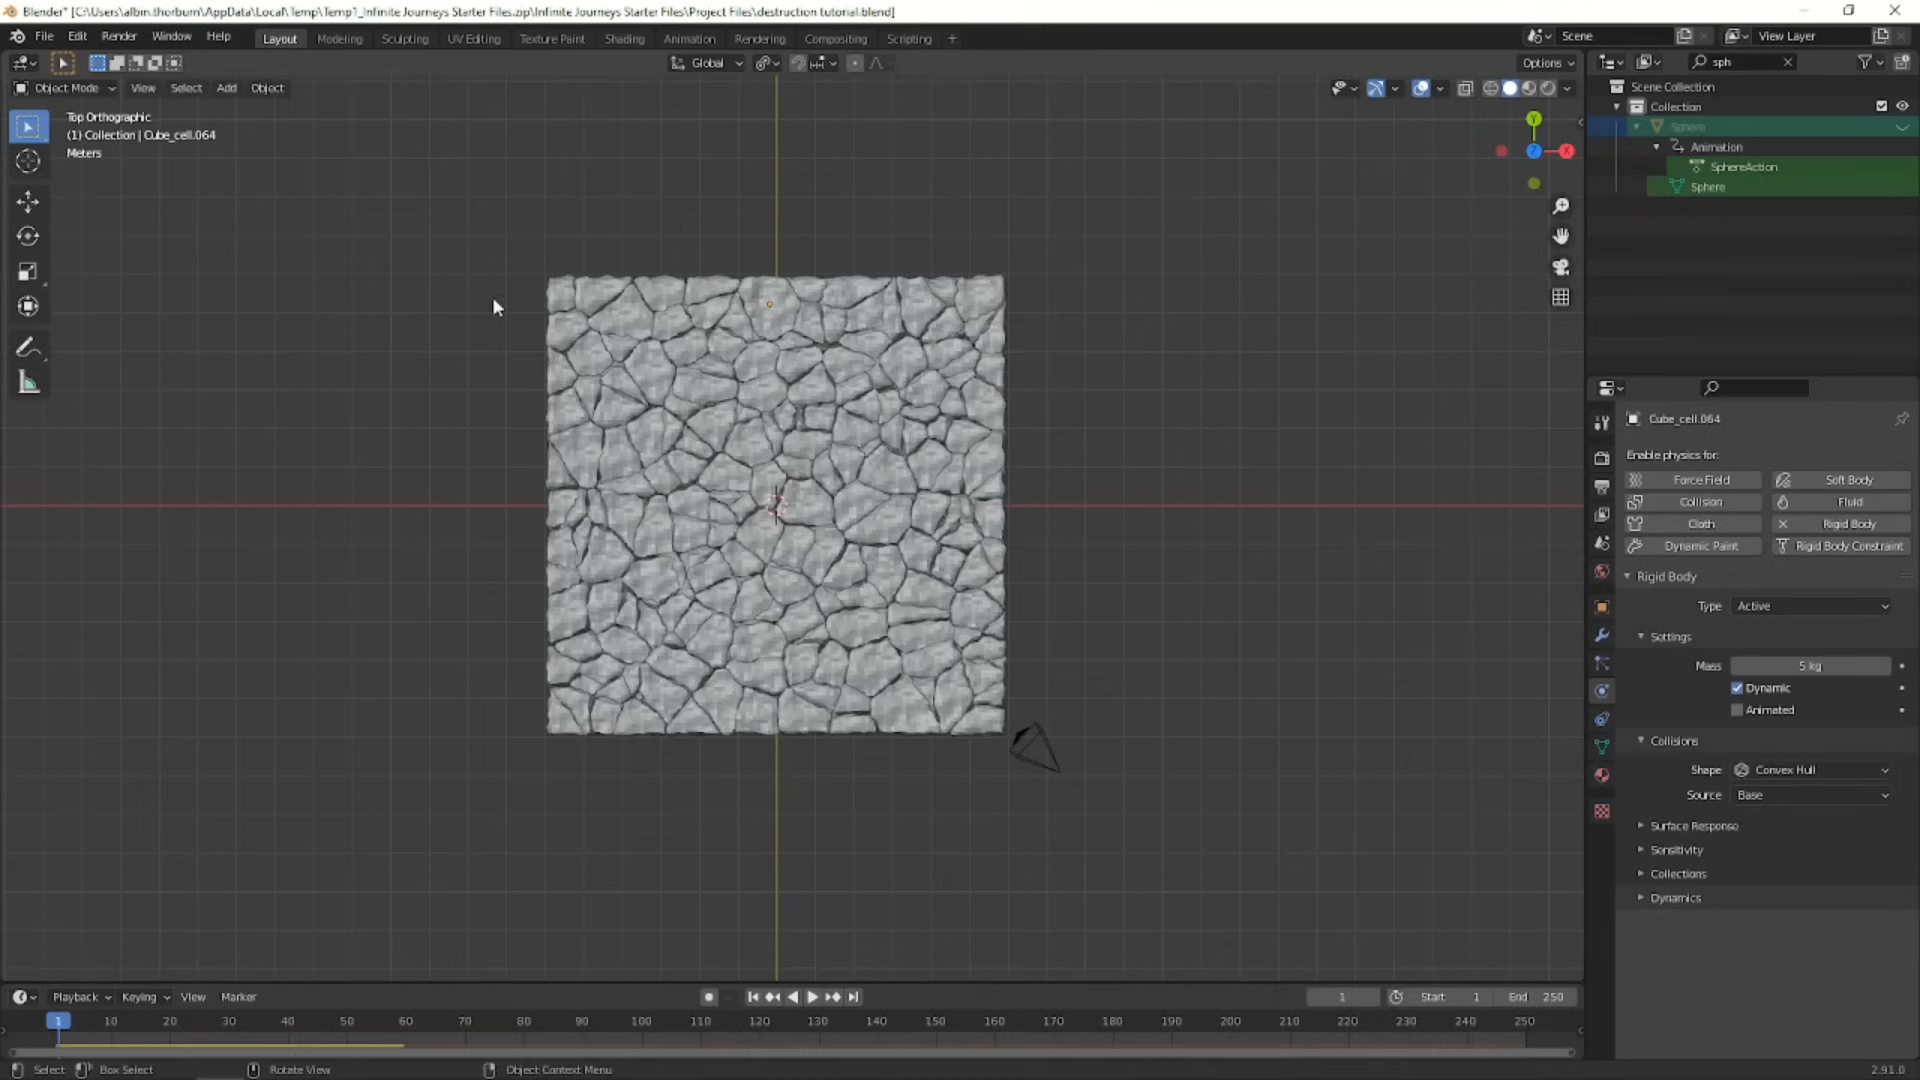 Blender* [C:\Users\albin.thorburn\AppData\Local\Temp\Temp1_Infinite Journeys Starter Files.zip\Infinite Journeys Starter Files\Project Files\destruction tutorial.blend]
File Edit Render Window Help Layout Modeling Sculpting UV Editing Texture Paint Shading Animation Rendering Compositing Scripting + Scene View Layer
Global Options sph
Object Mode View Select Add Object
Scene Collection
Collection
Sphere
Animation
SphereAction
Sphere
Top Orthographic
(1) Collection | Cube_cell.064
Meters
Y
Z
X
Cube_cell.064
Enable physics for:
Force Field Soft Body
Collision Fluid
Cloth Rigid Body
Dynamic Paint Rigid Body Constraint
Rigid Body
Type Active
Settings
Mass 5 kg
Dynamic
Animated
Collisions
Shape Convex Hull
Source Base
Surface Response
Sensitivity
Collections
Dynamics
Playback Keying View Marker 1 Start 1 End 250
1 10 20 30 40 50 60 70 80 90 100 110 120 130 140 150 160 170 180 190 200 210 220 230 240 250
Select Box Select Rotate View Object Context Menu 2.91.0